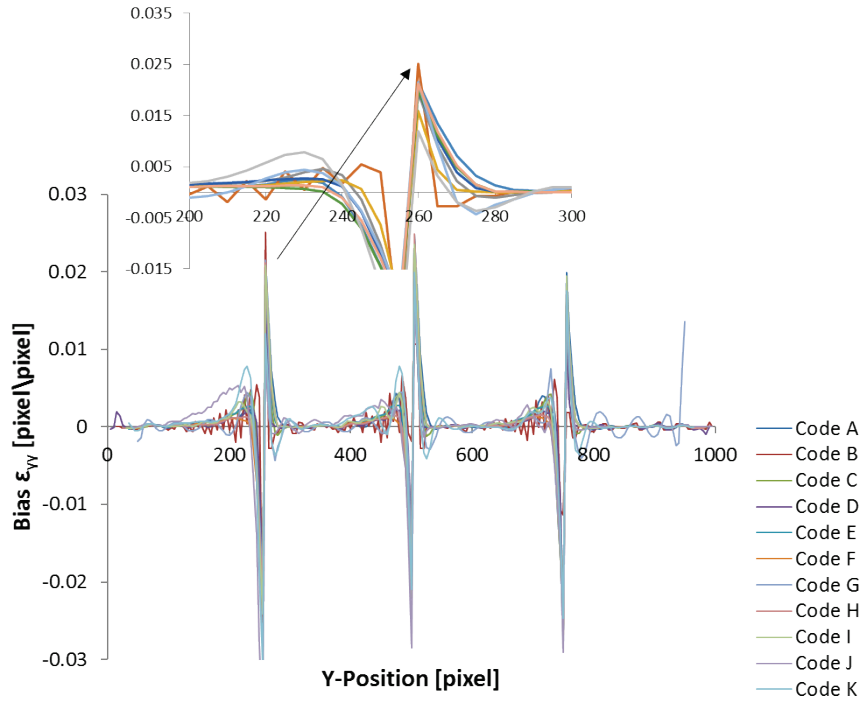 0.035
0.025
0.015
0.005
-0.005
-0.015
200
220
240
260
280
300
0.03
0.02
0.01
0
-0.01
-0.02
-0.03
0
200
400
600
800
1000
Bias εyy [pixel\pixel]
Y-Position [pixel]
Code A
Code B
Code C
Code D
Code E
Code F
Code G
Code H
Code I
Code J
Code K